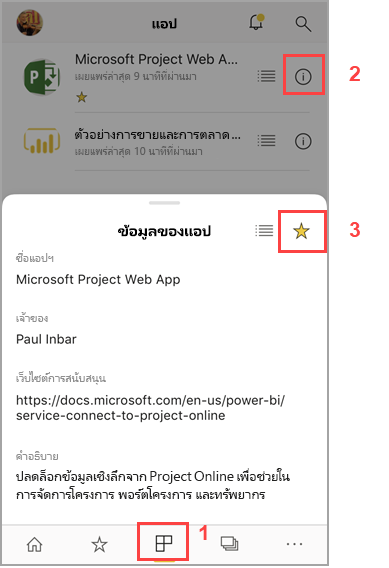 แอป
Microsoft Project Web A...
เผยแพร่ล่าสุด 9 นาทีที่ผ่านมา
2
ตัวอย่างการขายและการตลาด...
เผยแพร่ล่าสุด 10 นาทีที่ผ่านมา
ข้อมูลของแอป
3
ชื่อแอปฯ
Microsoft Project Web App
เจ้าของ
Paul Inbar
เว็บไซต์การสนับสนุน
https://docs.microsoft.com/en-us/power-bi/
service-connect-to-project-online
คำอธิบาย
ปลดล็อกข้อมูลเชิงลึกจาก Project Online เพื่อช่วยใน
การจัดการโครงการ พอร์ตโครงการ และทรัพยากร
1